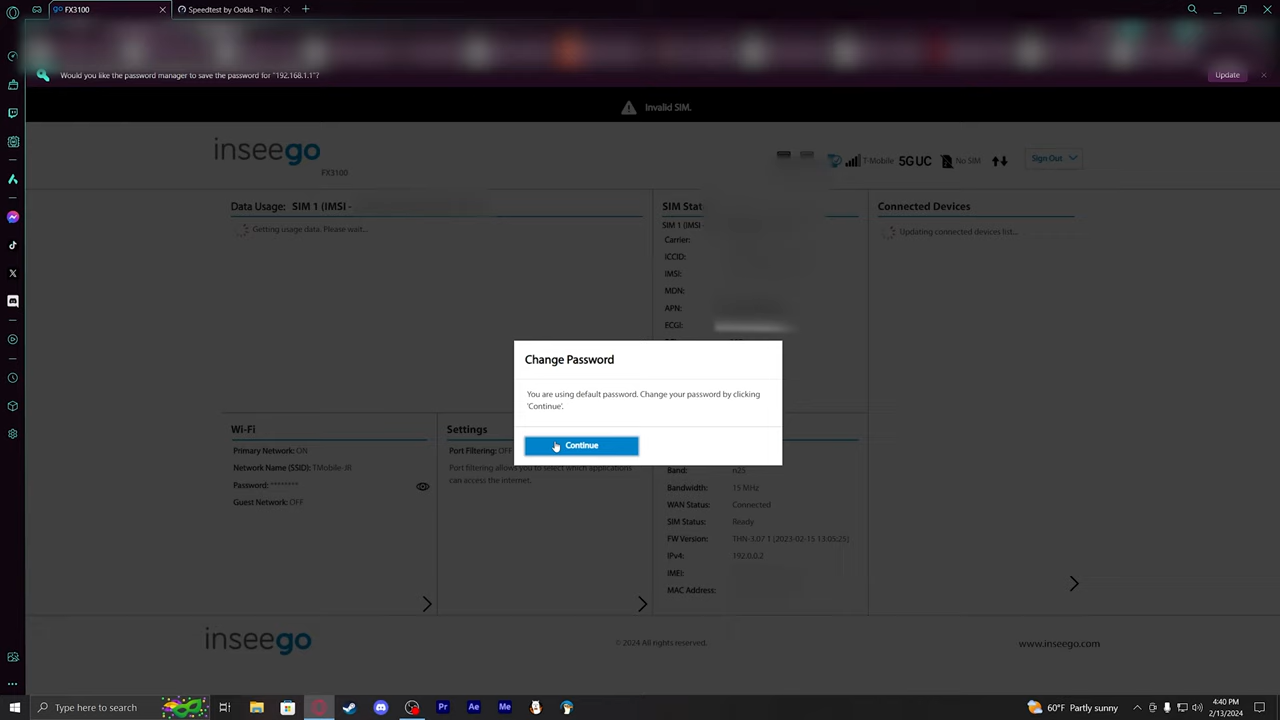 FX3100
Speedtest by Ookla - The
Would you like the password manager to save the password for "192.168.1.1"?
Update
Invalid SIM.
inseego
FX3100
T-Mobile
5G UC
No SIM
Sign Out
Data Usage: SIM 1 (IMSI -
Getting usage data. Please wait...
SIM 1 (IMSI
Carrier:
ICCID:
IMSI:
MDN:
APN:
ECGI:
Connected Devices
Updating connected devices list...
Change Password
You are using default password. Change your password by clicking
'Continue'.
Continue
Wi-Fi
Primary Network: ON
Network Name (SSID): TMobile-JII
Password: ********
Guest Network: OFF
Settings
Port Filtering: OFF
Port filtering allows you to select which applications
can access the internet.
Band: n25
Bandwidth: 15 MHz
WAN Status: Connected
SIM Status: Ready
FW Version: THN-3.07.1 (2023-02-15 13:05:25)
IPv4: 192.0.0.2
IMEI:
MAC Address:
inseego
© 2024 All rights reserved.
www.inseego.com
Type here to search
Pr
Ae
Me
60°F Partly sunny
4:40 PM
2/13/2024